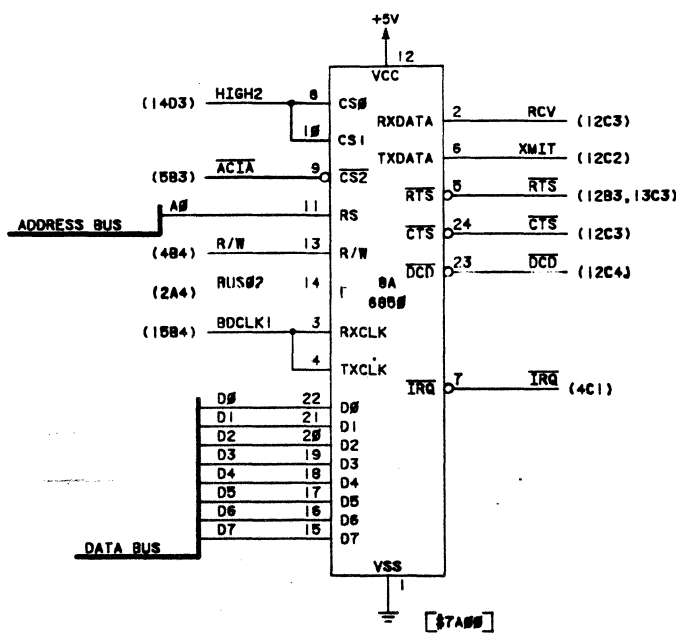 +5V
12
VCC
(14D3) HIGH2 8 CSØ
1Ø CS1
(5B3) ACIA 9 CS2
ADDRESS BUS AØ 11 RS
(4B4) R/W 13 R/W
(2A4) BUSØ2 14
(15B4) BDCLK1 3 RXCLK
4 TXCLK
RXDATA 2 RCV (12C3)
TXDATA 6 XMIT (12C2)
RTS 5 RTS (12B3,13C3)
CTS 24 CTS (12C3)
DCD 23 DCD (12C4)
8A
685Ø
IRQ 7 IRQ (4C1)
DØ 22 DØ
D1 21 D1
D2 2Ø D2
D3 19 D3
D4 18 D4
D5 17 D5
D6 16 D6
D7 15 D7
DATA BUS
VSS
1
[$7AØØ]